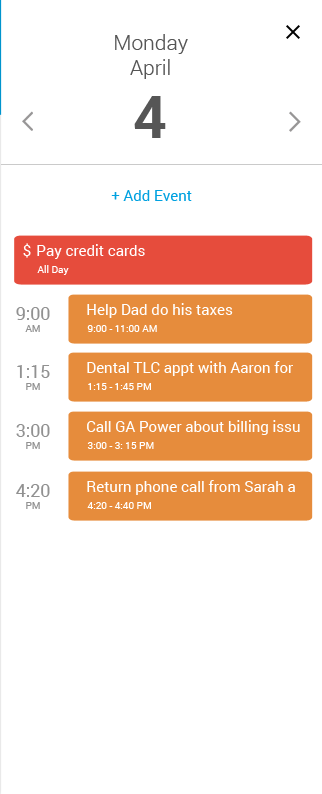 Monday
April
4
+ Add Event
$ Pay credit cards
All Day
9:00
AM
Help Dad do his taxes
9:00 - 11:00 AM
1:15
PM
Dental TLC appt with Aaron for
1:15 - 1:45 PM
3:00
PM
Call GA Power about billing issu
3:00 - 3: 15 PM
4:20
PM
Return phone call from Sarah a
4:20 - 4:40 PM